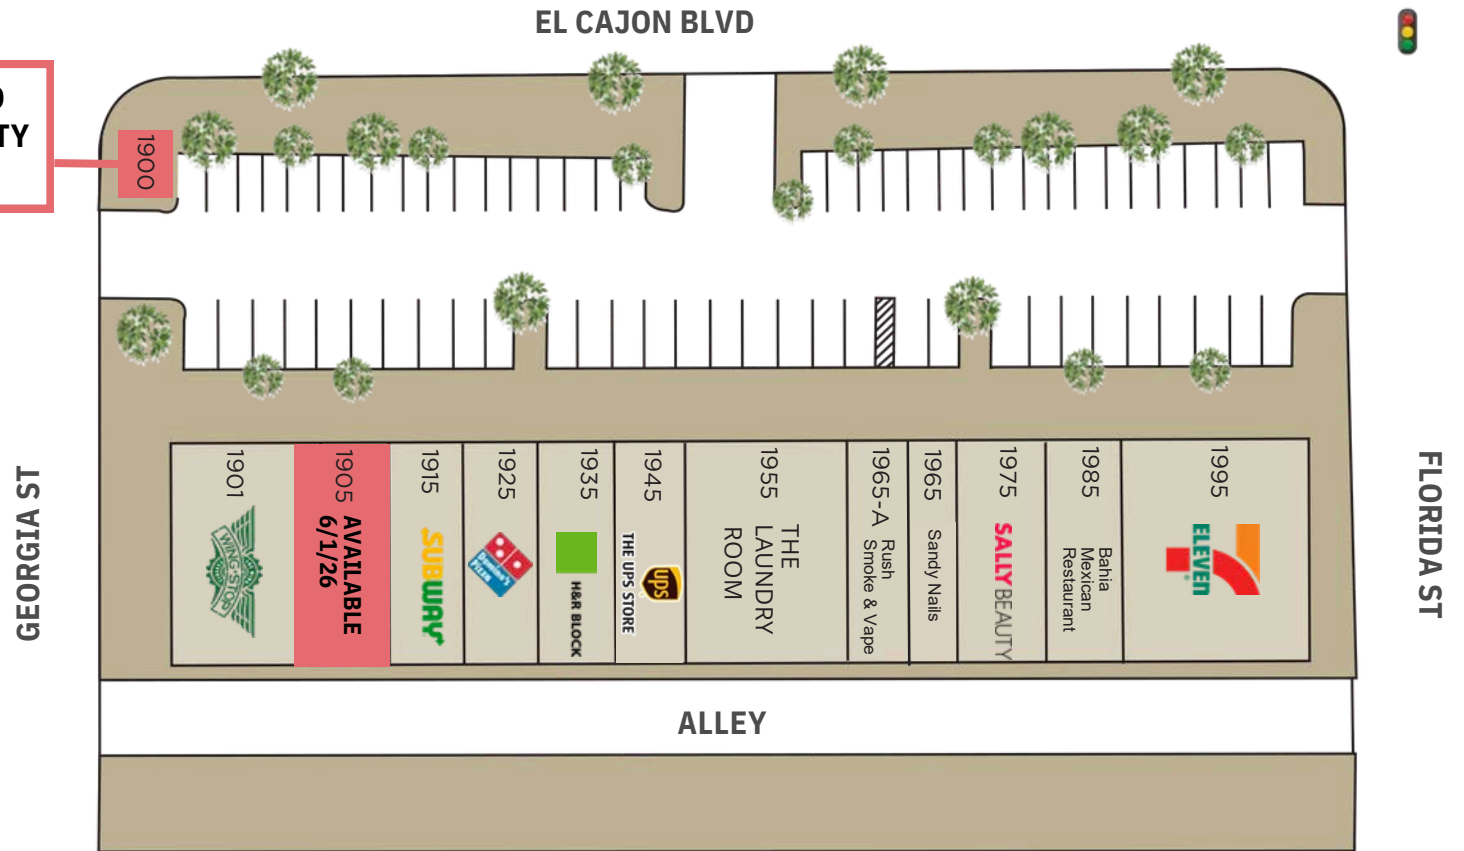 EL CAJON BLVD
TY
1900
GEORGIA ST
1901
WING·STOP
1905
AVAILABLE
6/1/26
1915
SUBWAY
1925
Domino's
Pizza
1935
H&R BLOCK
1945
ups
THE UPS STORE
1955
THE
LAUNDRY
ROOM
1965-A
Rush
Smoke & Vape
1965
Sandy Nails
1975
SALLY BEAUTY
1985
Bahia
Mexican
Restaurant
1995
7
ELEVEN
FLORIDA ST
ALLEY